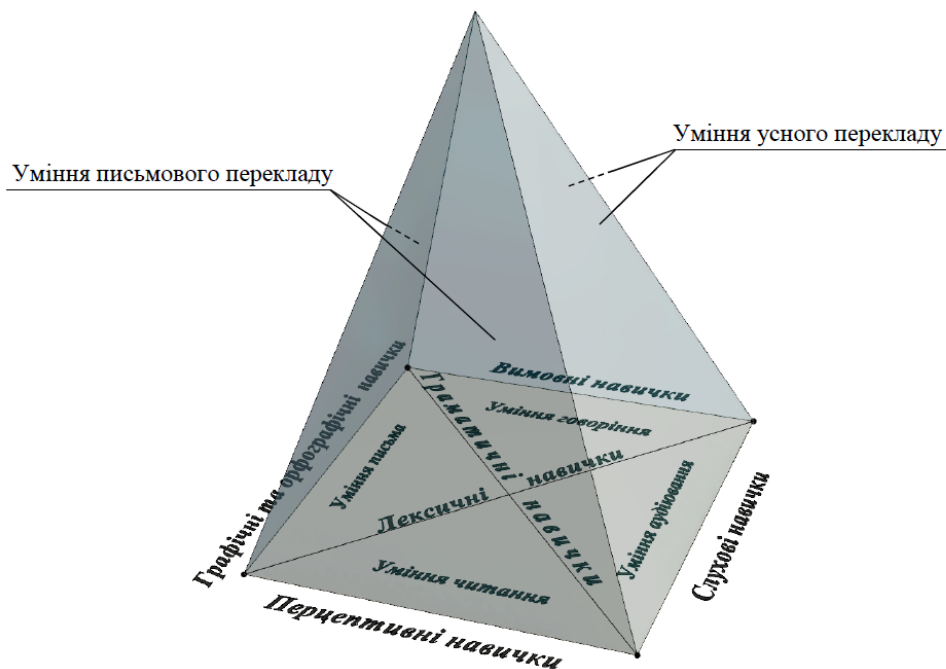 Уміння усного перекладу
Уміння письмового перекладу
Графічні та орфографічні навички
Вимовні навички
Граматичні навички
Уміння говоріння
Уміння письма
Лексичні навички
Уміння аудіювання
Слухові навички
Уміння читання
Перцептивні навички